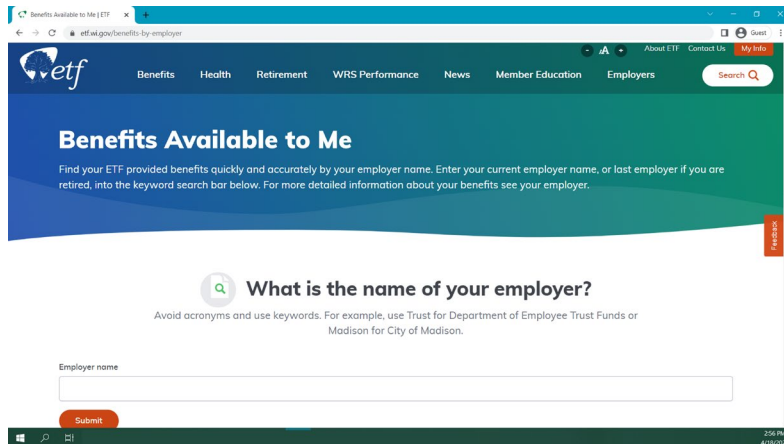 Benefits Available to Me | ETF
etf.wi.gov/benefits-by-employer
Guest
- AA + About ETF Contact Us My Info
etf Benefits Health Retirement WRS Performance News Member Education Employers Search
Benefits Available to Me
Find your ETF provided benefits quickly and accurately by your employer name. Enter your current employer name, or last employer if you are
retired, into the keyword search bar below. For more detailed information about your benefits see your employer.
Feedback
What is the name of your employer?
Avoid acronyms and use keywords. For example, use Trust for Department of Employee Trust Funds or
Madison for City of Madison.
Employer name
Submit
2:56 PM